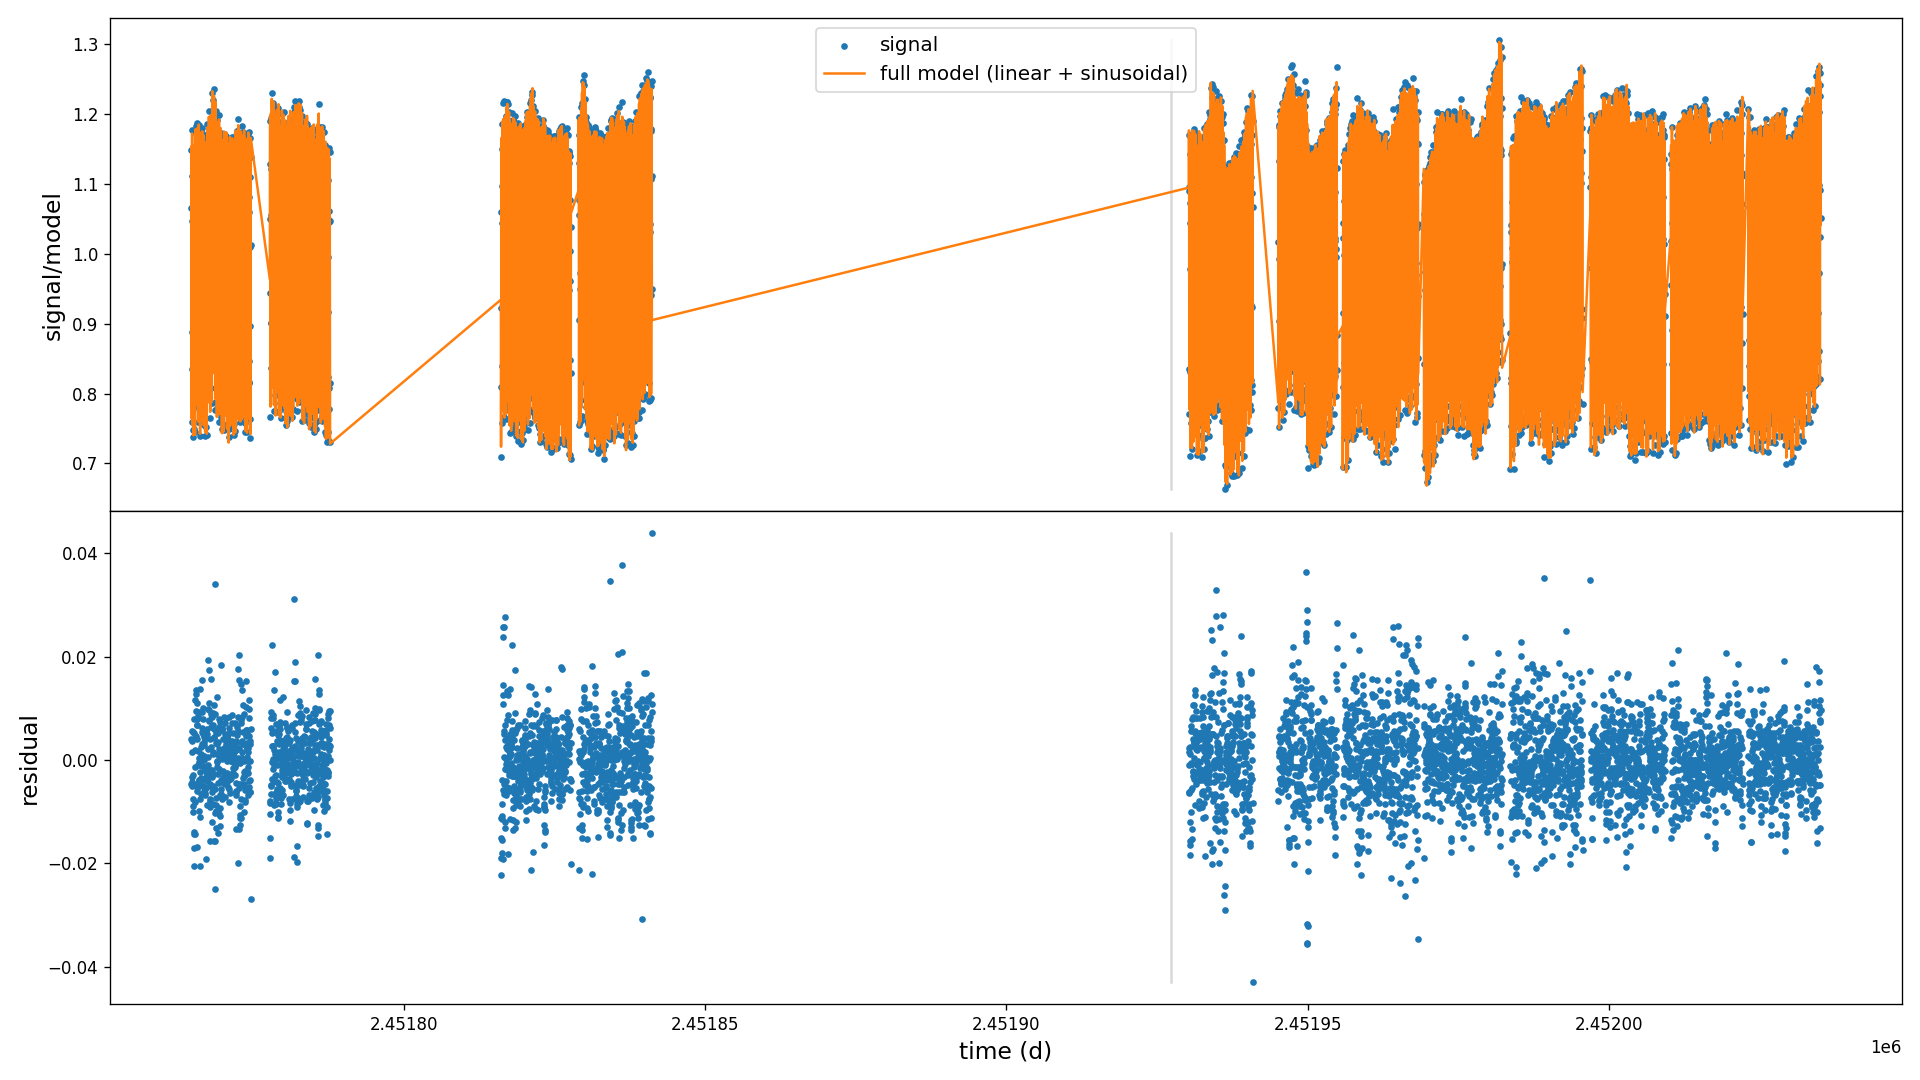 signal
full model (linear + sinusoidal)
signal/model
1.3
1.2
1.1
1.0
0.9
0.8
0.7
residual
0.04
0.02
0.00
−0.02
−0.04
2.45180
2.45185
2.45190
2.45195
2.45200
time (d)
1e6